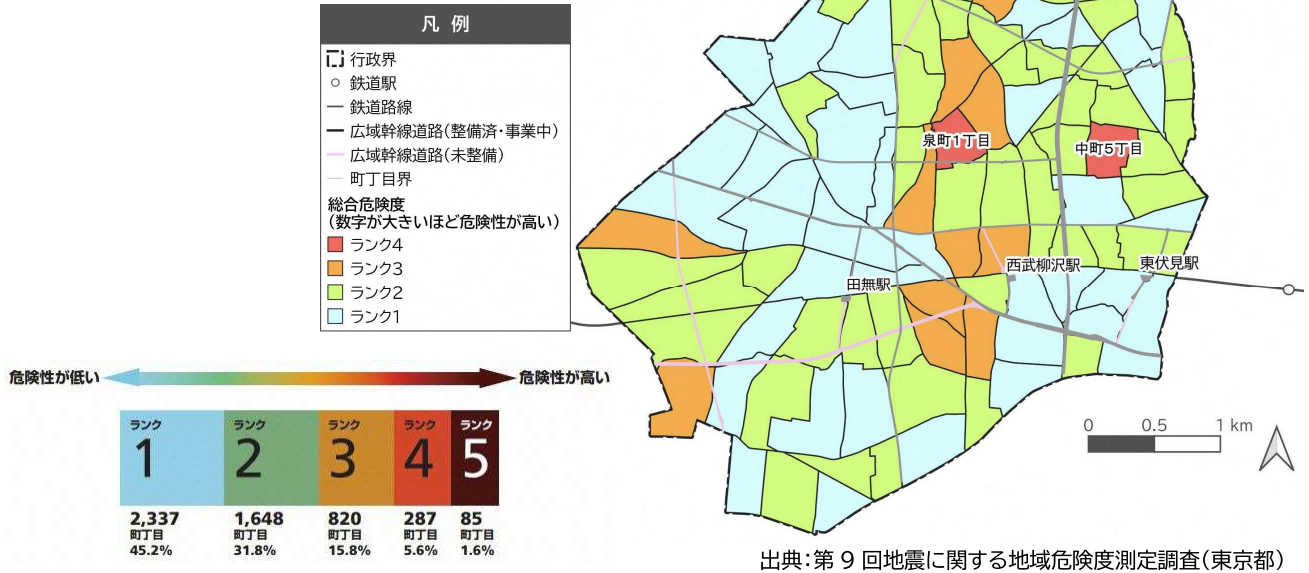 凡 例
行政界
鉄道駅
鉄道路線
広域幹線道路(整備済・事業中)
広域幹線道路(未整備)
町丁目界
総合危険度
(数字が大きいほど危険性が高い)
ランク4
ランク3
ランク2
ランク1
泉町1丁目
中町5丁目
西武柳沢駅
東伏見駅
田無駅
危険性が低い
危険性が高い
ランク ランク ランク ランク ランク
1 2 3 4 5
2,337 1,648 820 287 85
町丁目 町丁目 町丁目 町丁目 町丁目
45.2% 31.8% 15.8% 5.6% 1.6%
0 0.5 1 km
出典:第 9 回地震に関する地域危険度測定調査(東京都)